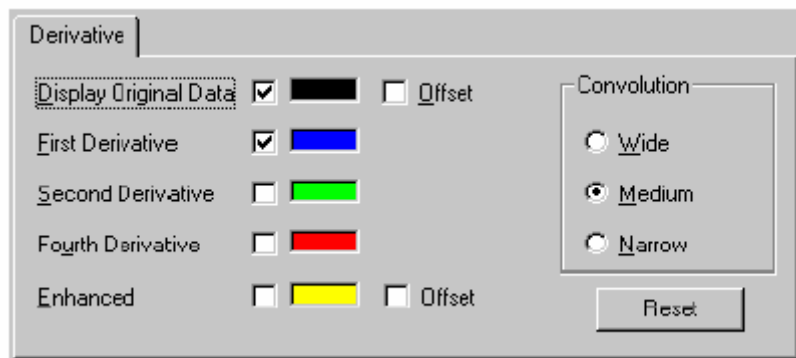 Derivative
Display Original Data
Offset
First Derivative
Second Derivative
Fourth Derivative
Enhanced
Offset
Convolution
Wide
Medium
Narrow
Reset